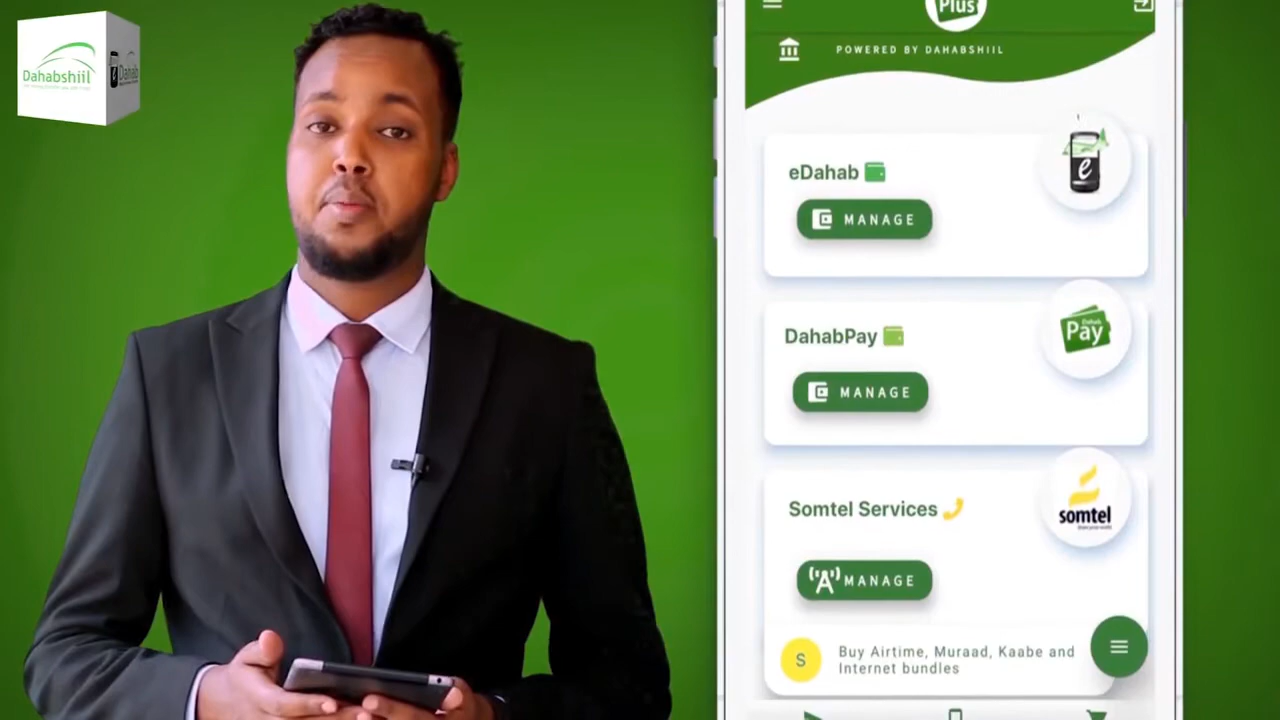 Dahabshiil
Plus
POWERED BY DAHABSHIIL
eDahab
e
MANAGE
DahabPay
Dahab
Pay
MANAGE
Somtel Services
somtel
MANAGE
S
Buy Airtime, Muraad, Kaabe and
Internet bundles